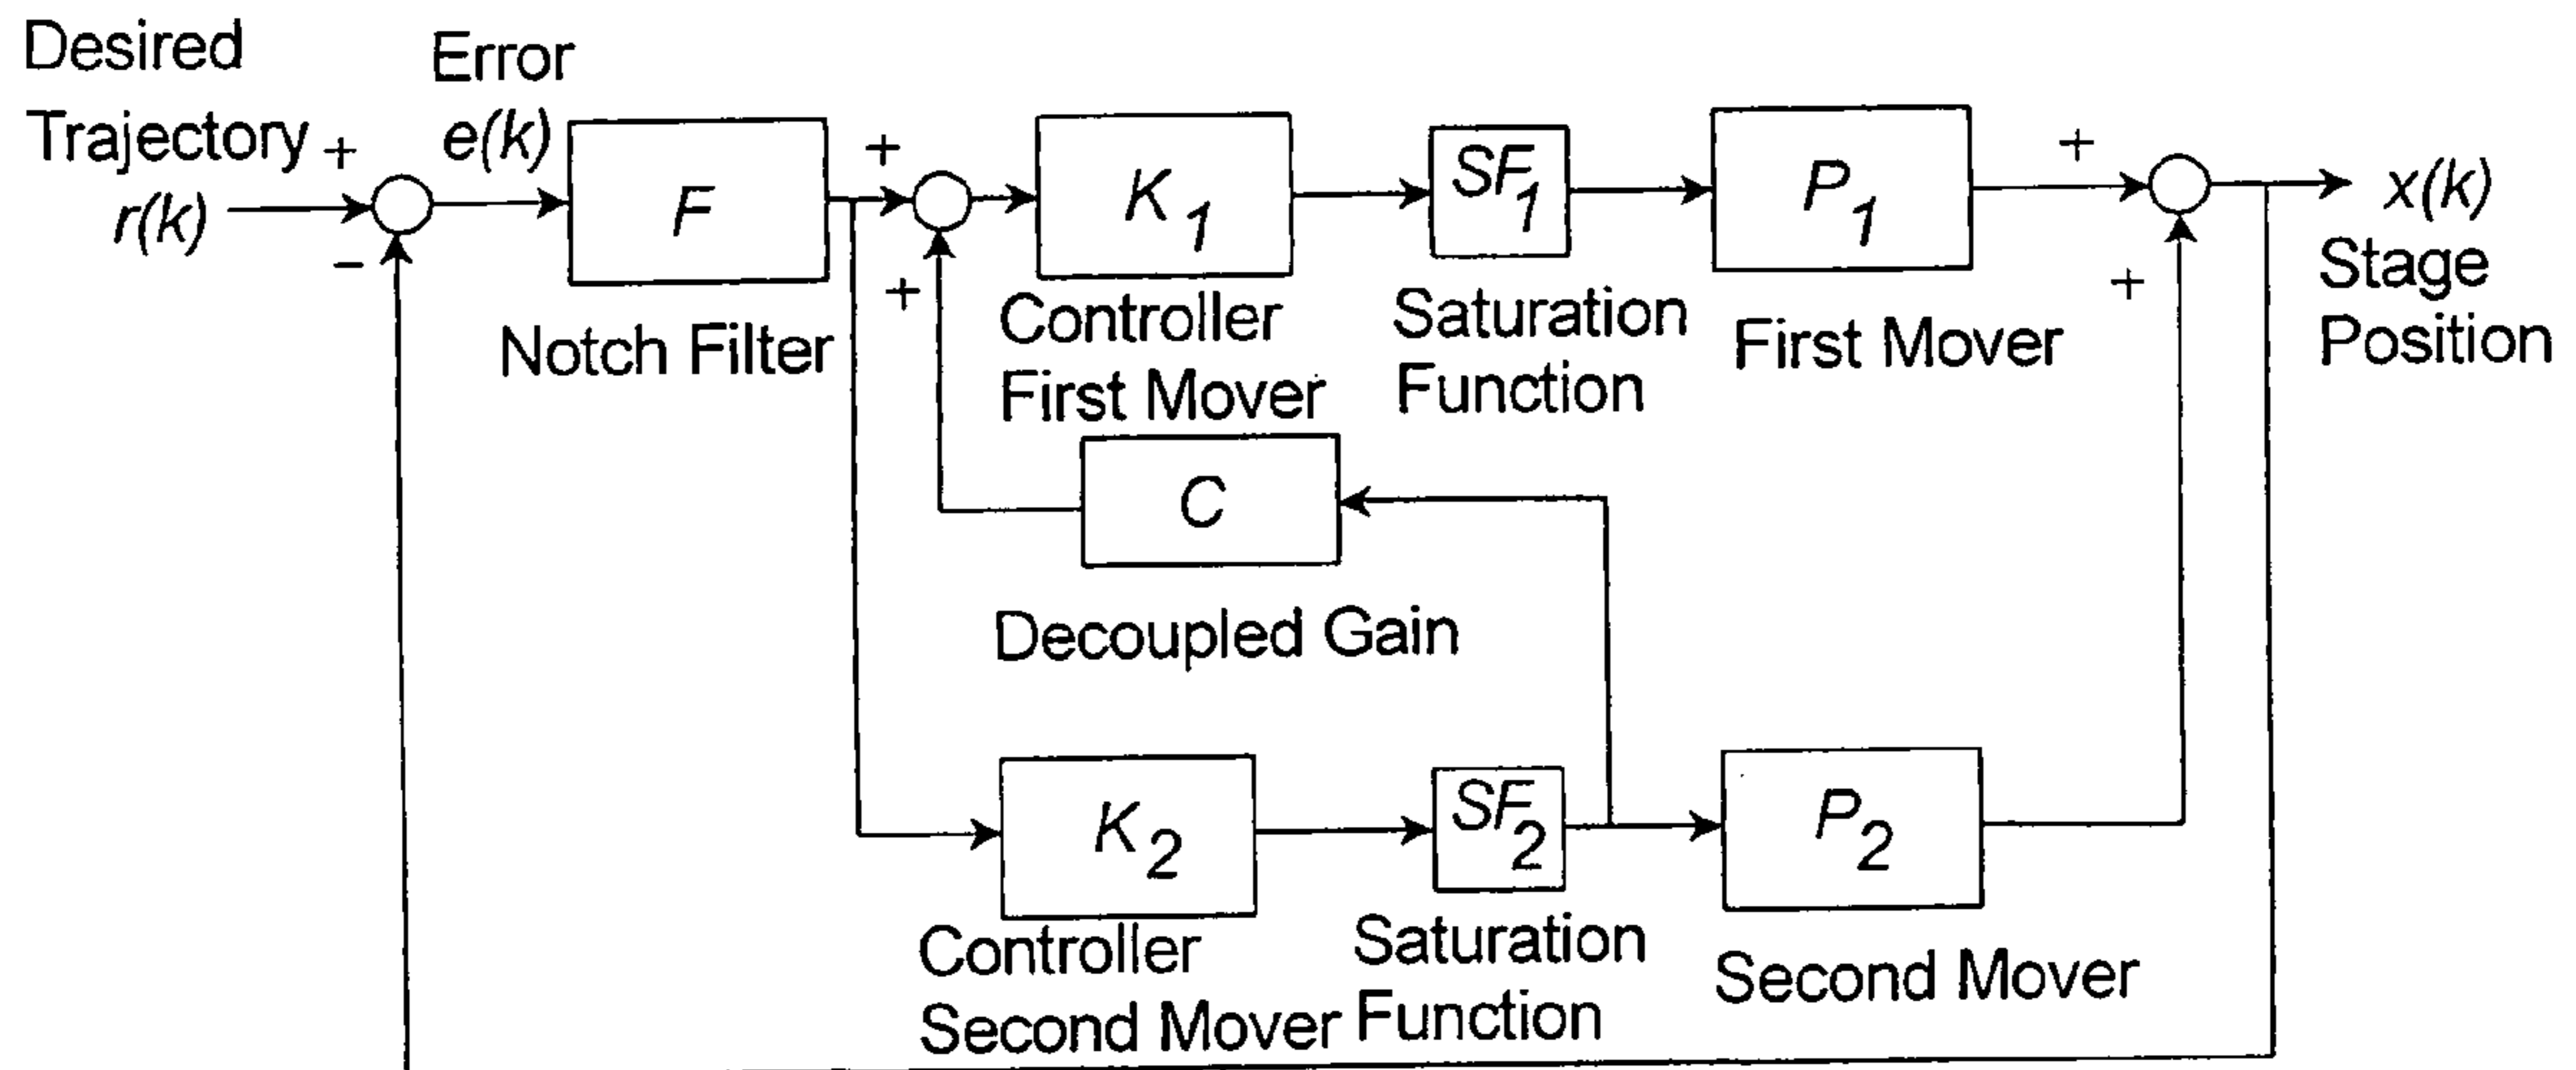 Desired
Trajectory
r(k)
+
−
Error
e(k)
F
Notch Filter
+
+
K1
Controller
First Mover
SF1
Saturation
Function
P1
First Mover
+
+
x(k)
Stage
Position
C
Decoupled Gain
K2
Controller
Second Mover
SF2
Saturation
Function
P2
Second Mover